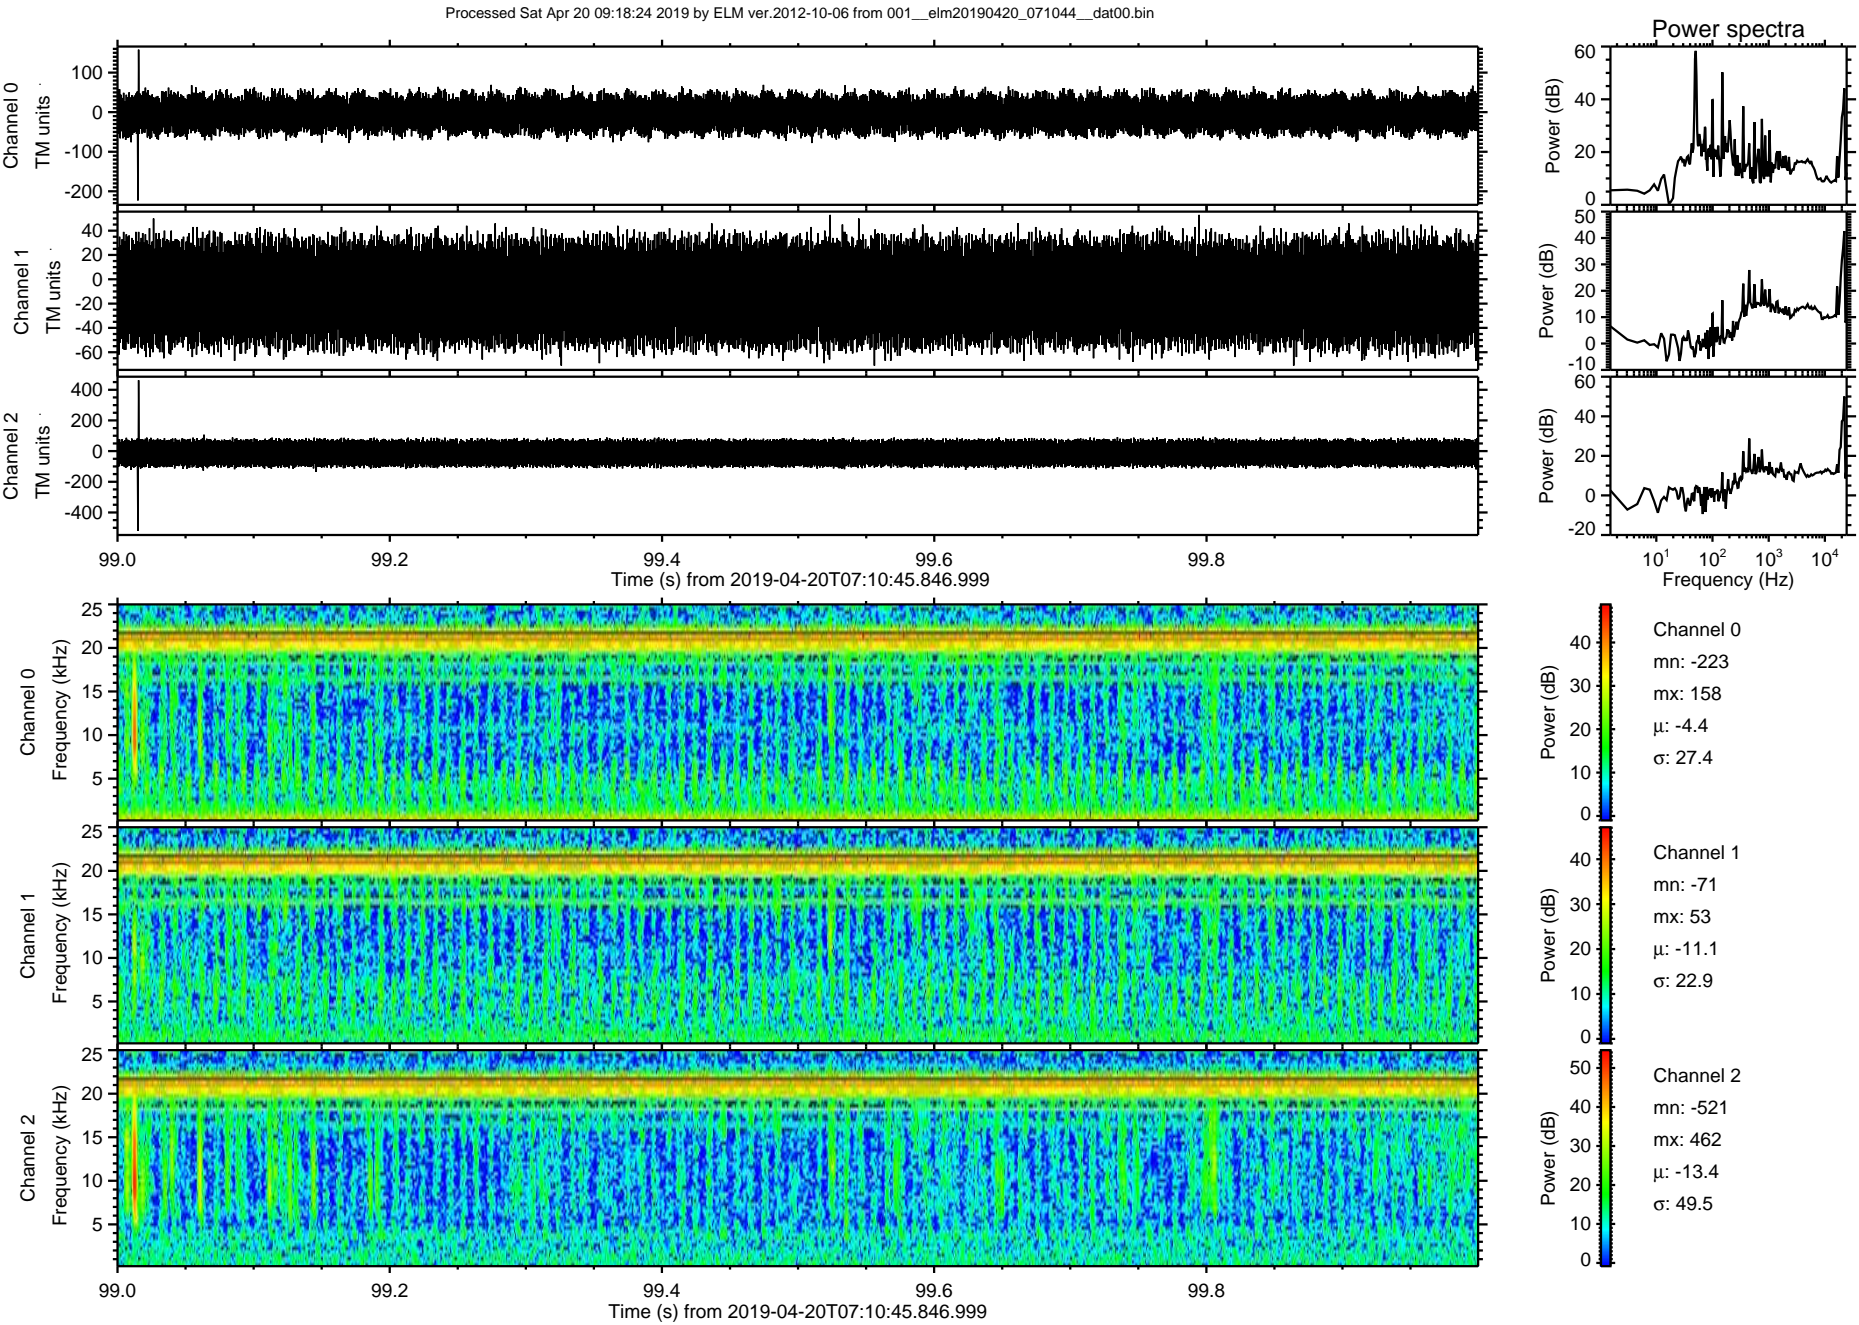 Processed Sat Apr 20 09:18:24 2019 by ELM ver.2012-10-06 from 001__elm20190420_071044__dat00.bin
Power spectra
Channel 0
TM units
100
0
-100
-200
Power (dB)
60
40
20
0
Channel 1
TM units
40
20
0
-20
-40
-60
Power (dB)
50
40
30
20
10
0
-10
Channel 2
TM units
400
200
0
-200
-400
Power (dB)
60
40
20
0
-20
99.0 99.2 99.4 99.6 99.8
Time (s) from 2019-04-20T07:10:45.846.999
10^1 10^2 10^3 10^4
Frequency (Hz)
Channel 0
Frequency (kHz)
25
20
15
10
5
Power (dB)
40
30
20
10
0
Channel 0
mn: -223
mx: 158
μ: -4.4
σ: 27.4
Channel 1
Frequency (kHz)
25
20
15
10
5
Power (dB)
40
30
20
10
0
Channel 1
mn: -71
mx: 53
μ: -11.1
σ: 22.9
Channel 2
Frequency (kHz)
25
20
15
10
5
Power (dB)
50
40
30
20
10
0
Channel 2
mn: -521
mx: 462
μ: -13.4
σ: 49.5
99.0 99.2 99.4 99.6 99.8
Time (s) from 2019-04-20T07:10:45.846.999